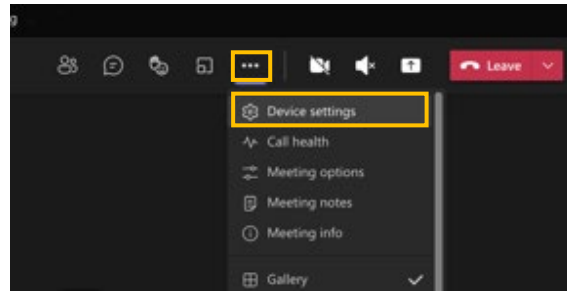 g
Leave
Device settings
Call health
Meeting options
Meeting notes
Meeting info
Gallery